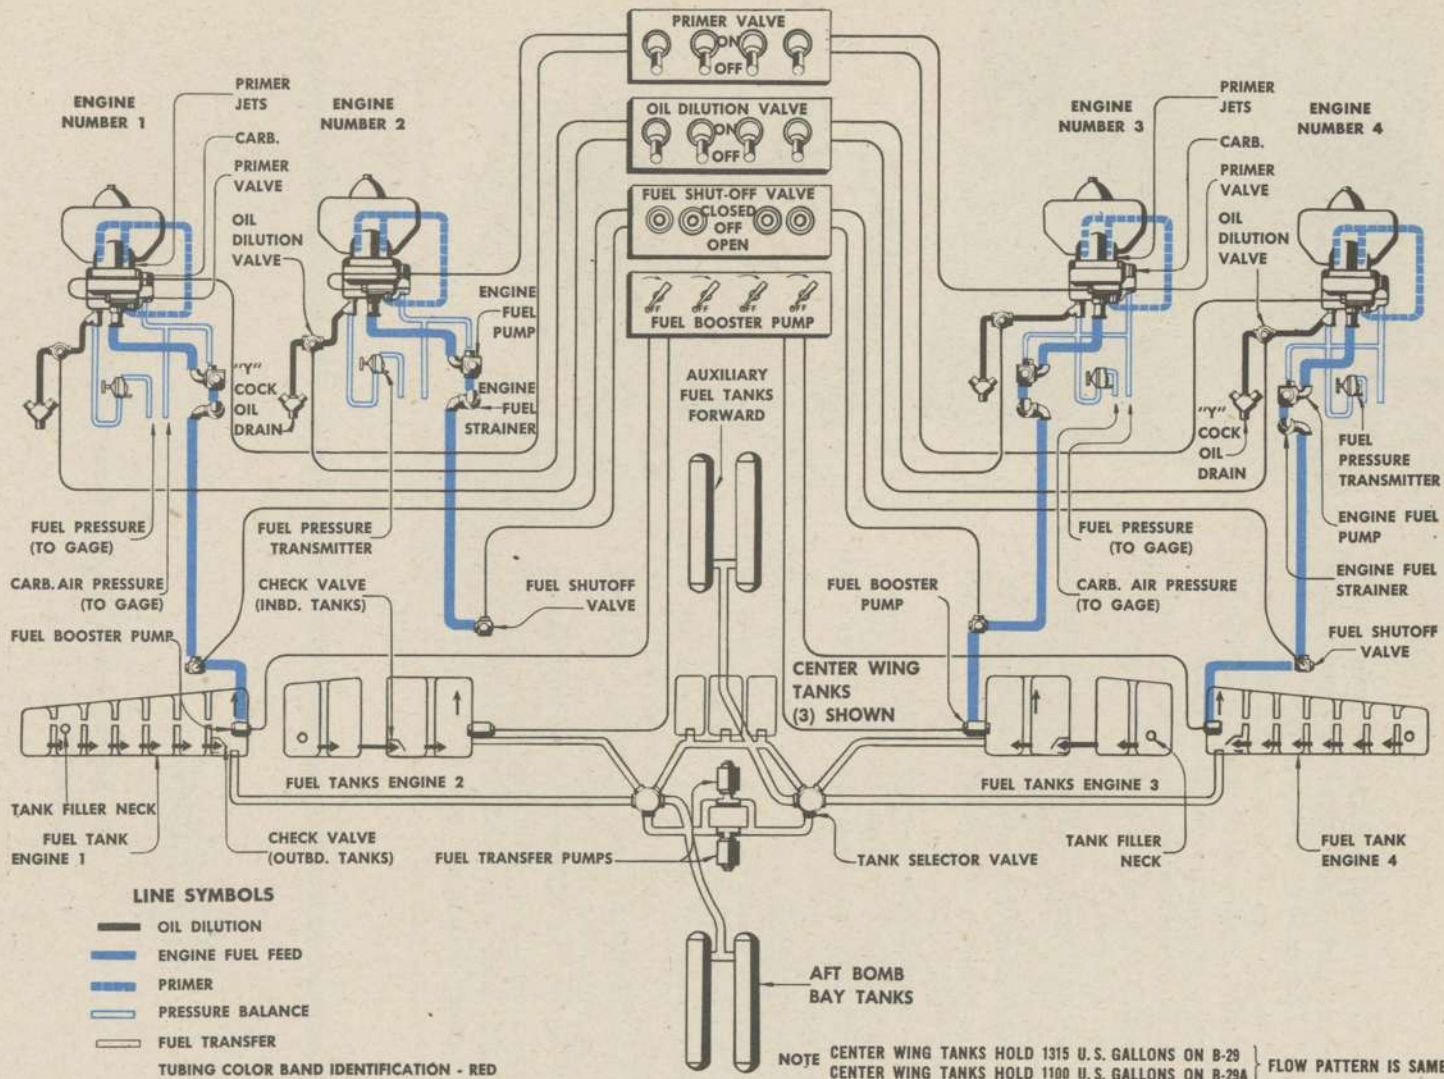 PRIMER VALVE
ON
OFF
OIL DILUTION VALVE
ON
OFF
FUEL SHUT-OFF VALVE
CLOSED
OFF
OPEN
OFF OFF OFF OFF
FUEL BOOSTER PUMP
ENGINE
NUMBER 1
PRIMER
JETS
CARB.
PRIMER
VALVE
OIL
DILUTION
VALVE
ENGINE
NUMBER 2
ENGINE
FUEL
PUMP
"Y"
COCK
OIL
DRAIN
ENGINE
FUEL
STRAINER
FUEL PRESSURE
(TO GAGE)
FUEL PRESSURE
TRANSMITTER
CARB. AIR PRESSURE
(TO GAGE)
CHECK VALVE
(INBD. TANKS)
FUEL SHUTOFF
VALVE
FUEL BOOSTER PUMP
AUXILIARY
FUEL TANKS
FORWARD
ENGINE
NUMBER 3
PRIMER
JETS
CARB.
PRIMER
VALVE
OIL
DILUTION
VALVE
ENGINE
NUMBER 4
"Y"
COCK
OIL
DRAIN
FUEL
PRESSURE
TRANSMITTER
ENGINE FUEL
PUMP
ENGINE FUEL
STRAINER
FUEL PRESSURE
(TO GAGE)
CARB. AIR PRESSURE
(TO GAGE)
FUEL BOOSTER
PUMP
FUEL SHUTOFF
VALVE
CENTER WING
TANKS
(3) SHOWN
FUEL TANKS ENGINE 2
FUEL TANKS ENGINE 3
TANK FILLER NECK
FUEL TANK
ENGINE 1
CHECK VALVE
(OUTBD. TANKS)
FUEL TRANSFER PUMPS
TANK SELECTOR VALVE
TANK FILLER
NECK
FUEL TANK
ENGINE 4
LINE SYMBOLS
OIL DILUTION
ENGINE FUEL FEED
PRIMER
PRESSURE BALANCE
FUEL TRANSFER
TUBING COLOR BAND IDENTIFICATION - RED
AFT BOMB
BAY TANKS
NOTE CENTER WING TANKS HOLD 1315 U.S. GALLONS ON B-29
CENTER WING TANKS HOLD 1100 U.S. GALLONS ON B-29A
FLOW PATTERN IS SAME